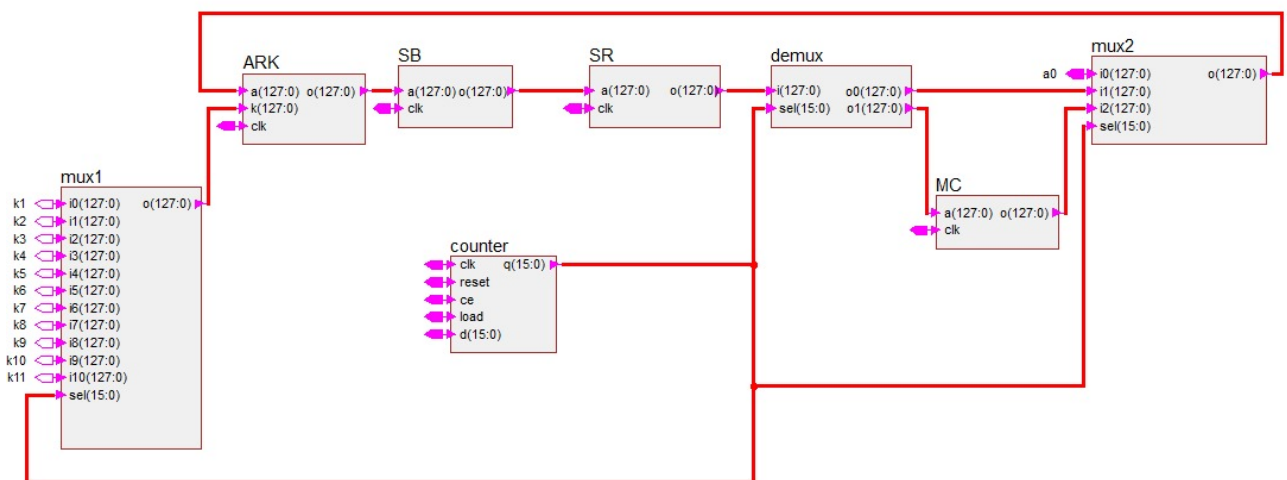 ARK
a(127:0) o(127:0)
k(127:0)
clk
SB
a(127:0) o(127:0)
clk
SR
a(127:0) o(127:0)
clk
demux
i(127:0) o0(127:0)
sel(15:0) o1(127:0)
mux2
a0 i0(127:0) o(127:0)
i1(127:0)
i2(127:0)
sel(15:0)
mux1
k1 i0(127:0) o(127:0)
k2 i1(127:0)
k3 i2(127:0)
k4 i3(127:0)
k5 i4(127:0)
k6 i5(127:0)
k7 i6(127:0)
k8 i7(127:0)
k9 i8(127:0)
k10 i9(127:0)
k11 i10(127:0)
sel(15:0)
MC
a(127:0) o(127:0)
clk
counter
clk q(15:0)
reset
ce
load
d(15:0)